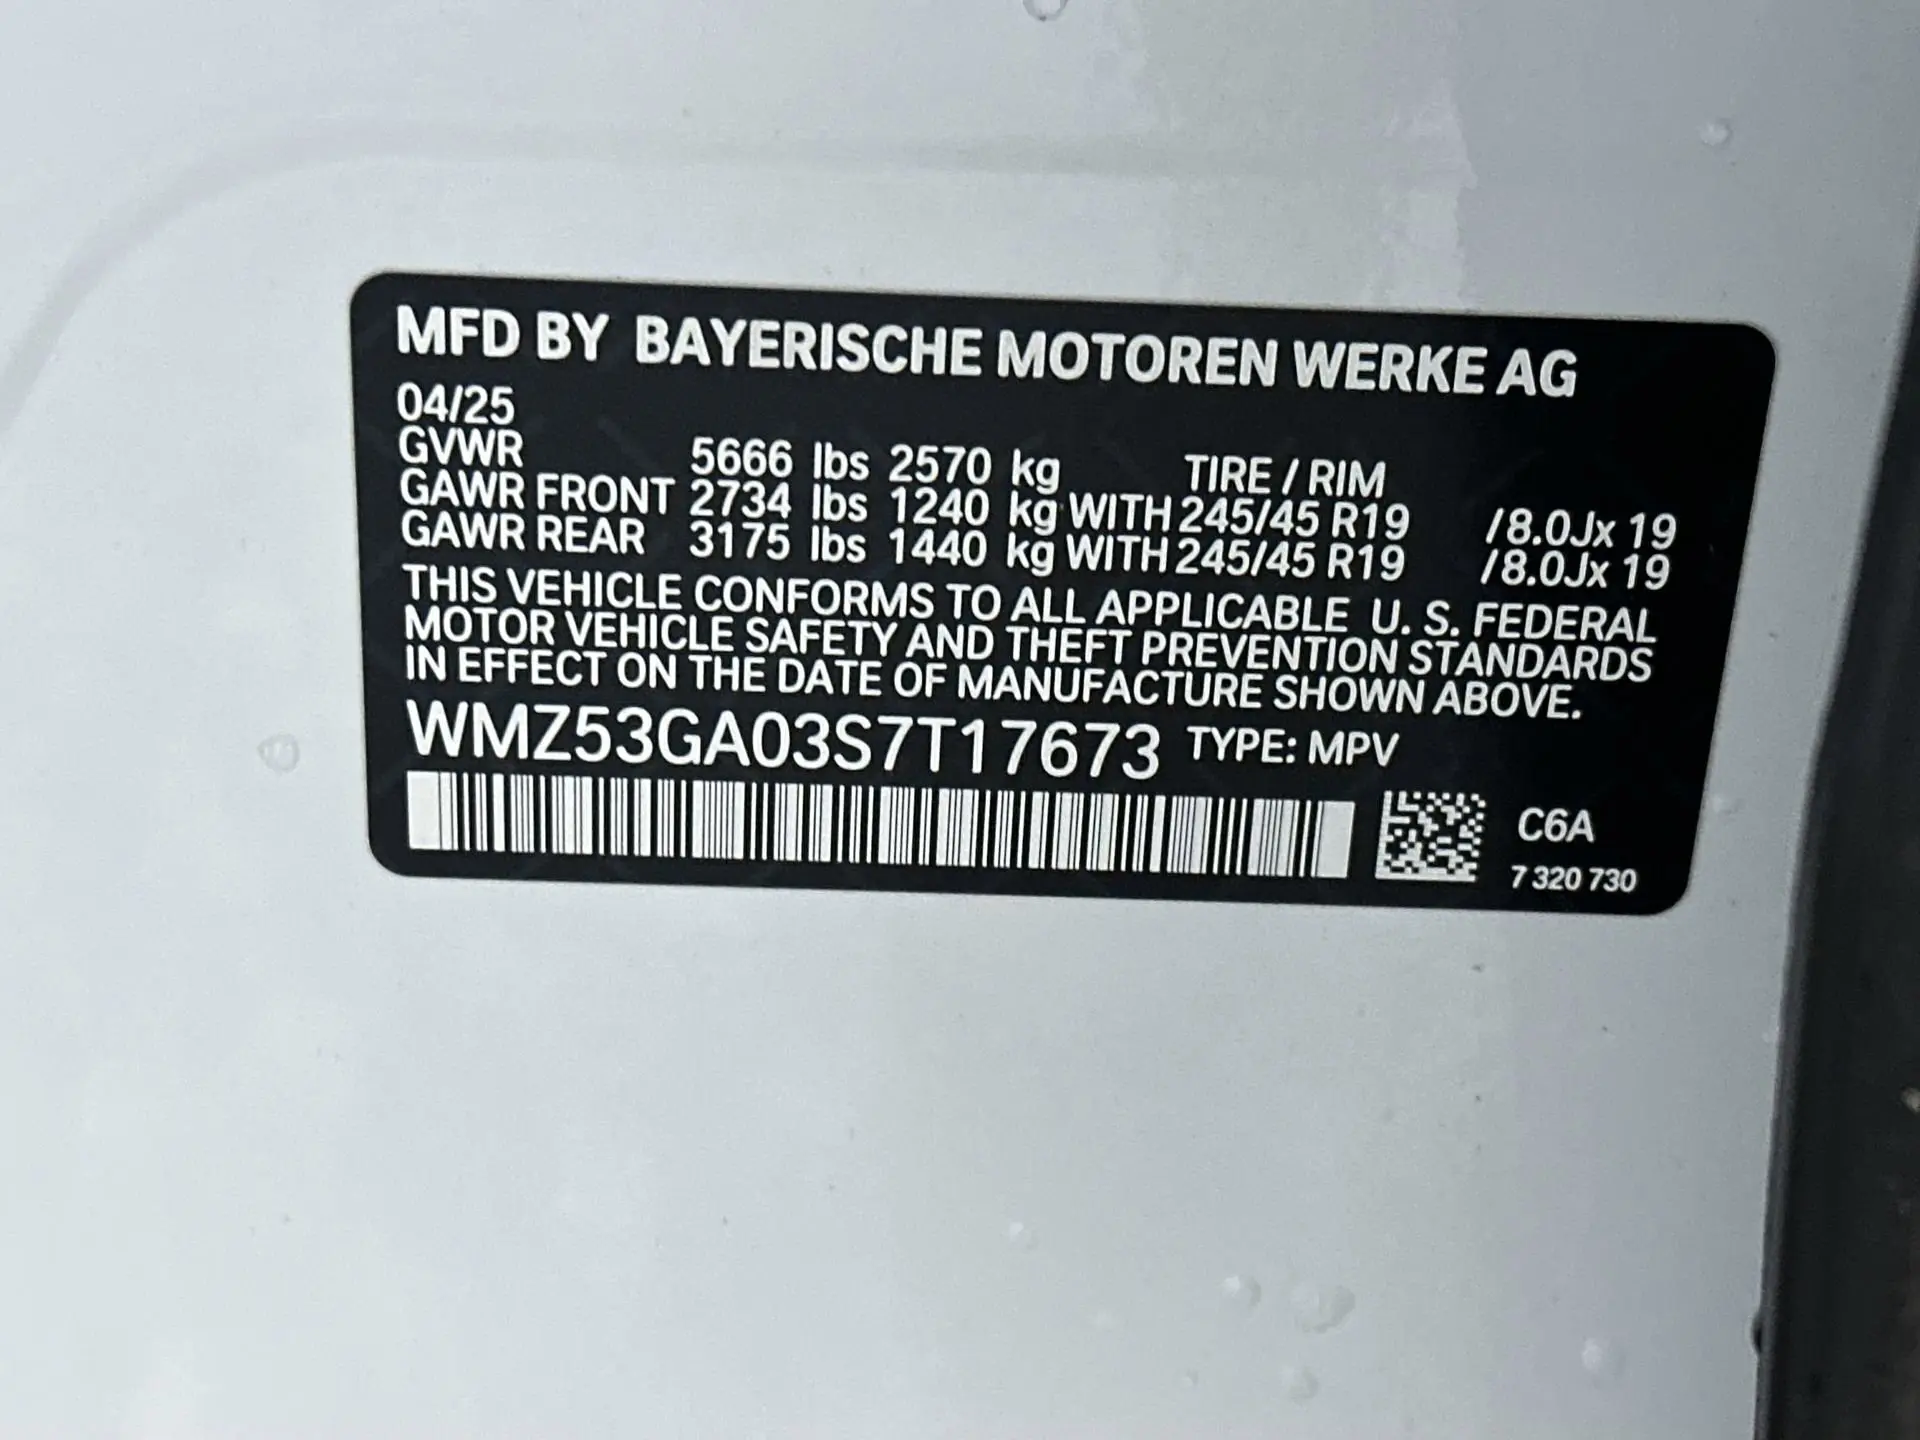 MFD BY BAYERISCHE MOTOREN WERKE AG
04/25
GVWR 5666 lbs 2570 kg TIRE / RIM
GAWR FRONT 2734 lbs 1240 kg WITH 245/45 R19 /8.0Jx 19
GAWR REAR 3175 lbs 1440 kg WITH 245/45 R19 /8.0Jx 19
THIS VEHICLE CONFORMS TO ALL APPLICABLE U. S. FEDERAL
MOTOR VEHICLE SAFETY AND THEFT PREVENTION STANDARDS
IN EFFECT ON THE DATE OF MANUFACTURE SHOWN ABOVE.
WMZ53GA03S7T17673 TYPE: MPV
C6A
7 320 730